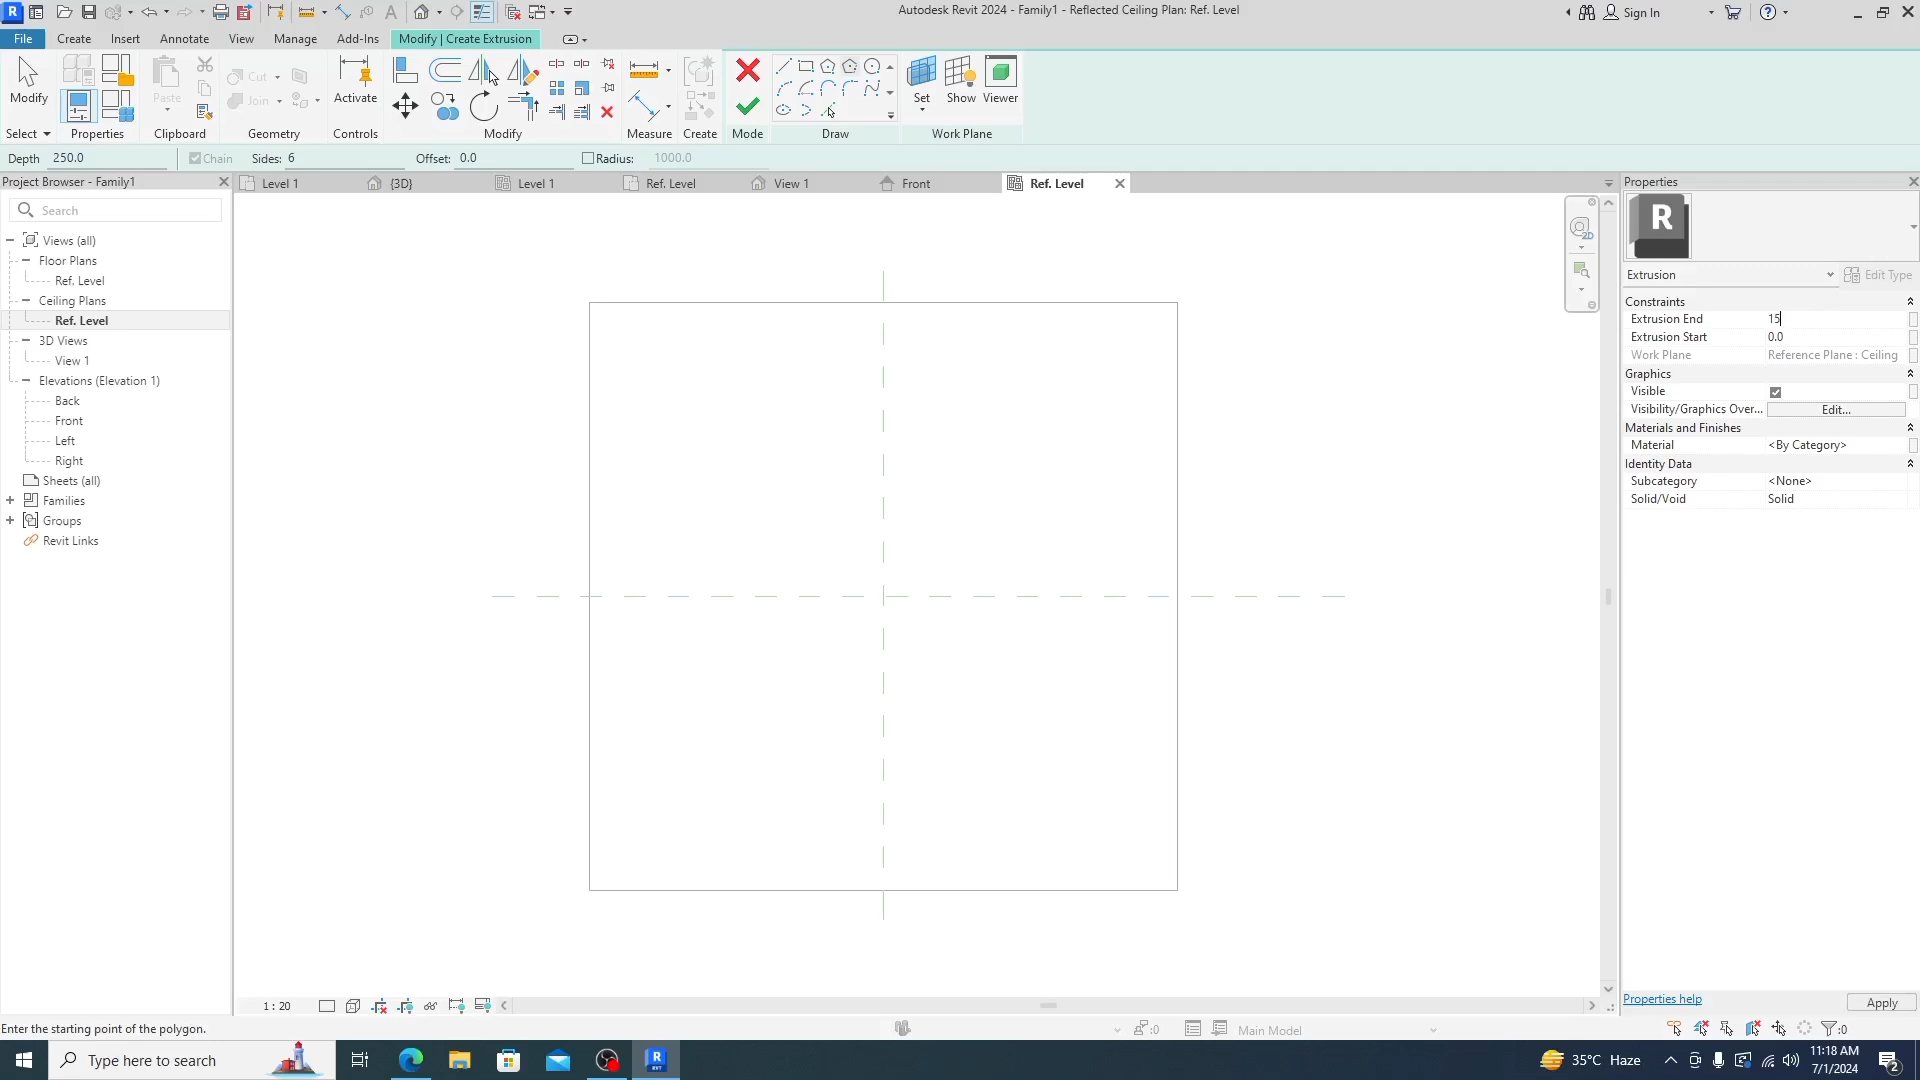 Autodesk Revit 2024 - Family1 - Reflected Ceiling Plan: Ref. Level
Sign In
File Create Insert Annotate View Manage Add-Ins Modify | Create Extrusion
Modify Paste Cut Join Activate Set Show Viewer
Select Properties Clipboard Geometry Controls Modify Measure Create Mode Draw Work Plane
Depth 250.0 Chain Sides: 6 Offset: 0.0 Radius: 1000.0
Project Browser - Family1
Level 1 {3D} Level 1 Ref. Level View 1 Front Ref. Level
Properties
Search
Views (all)
Floor Plans
Ref. Level
Ceiling Plans
Ref. Level
3D Views
View 1
Elevations (Elevation 1)
Back
Front
Left
Right
Sheets (all)
Families
Groups
Revit Links
2D
R
Extrusion Edit Type
Constraints
Extrusion End 15
Extrusion Start 0.0
Work Plane Reference Plane : Ceiling
Graphics
Visible
Visibility/Graphics Over... Edit...
Materials and Finishes
Material <By Category>
Identity Data
Subcategory <None>
Solid/Void Solid
Properties help Apply
1 : 20
Enter the starting point of the polygon.
:0 Main Model :0
Type here to search
R
RVT
35°C Haze
11:18 AM
7/1/2024
2